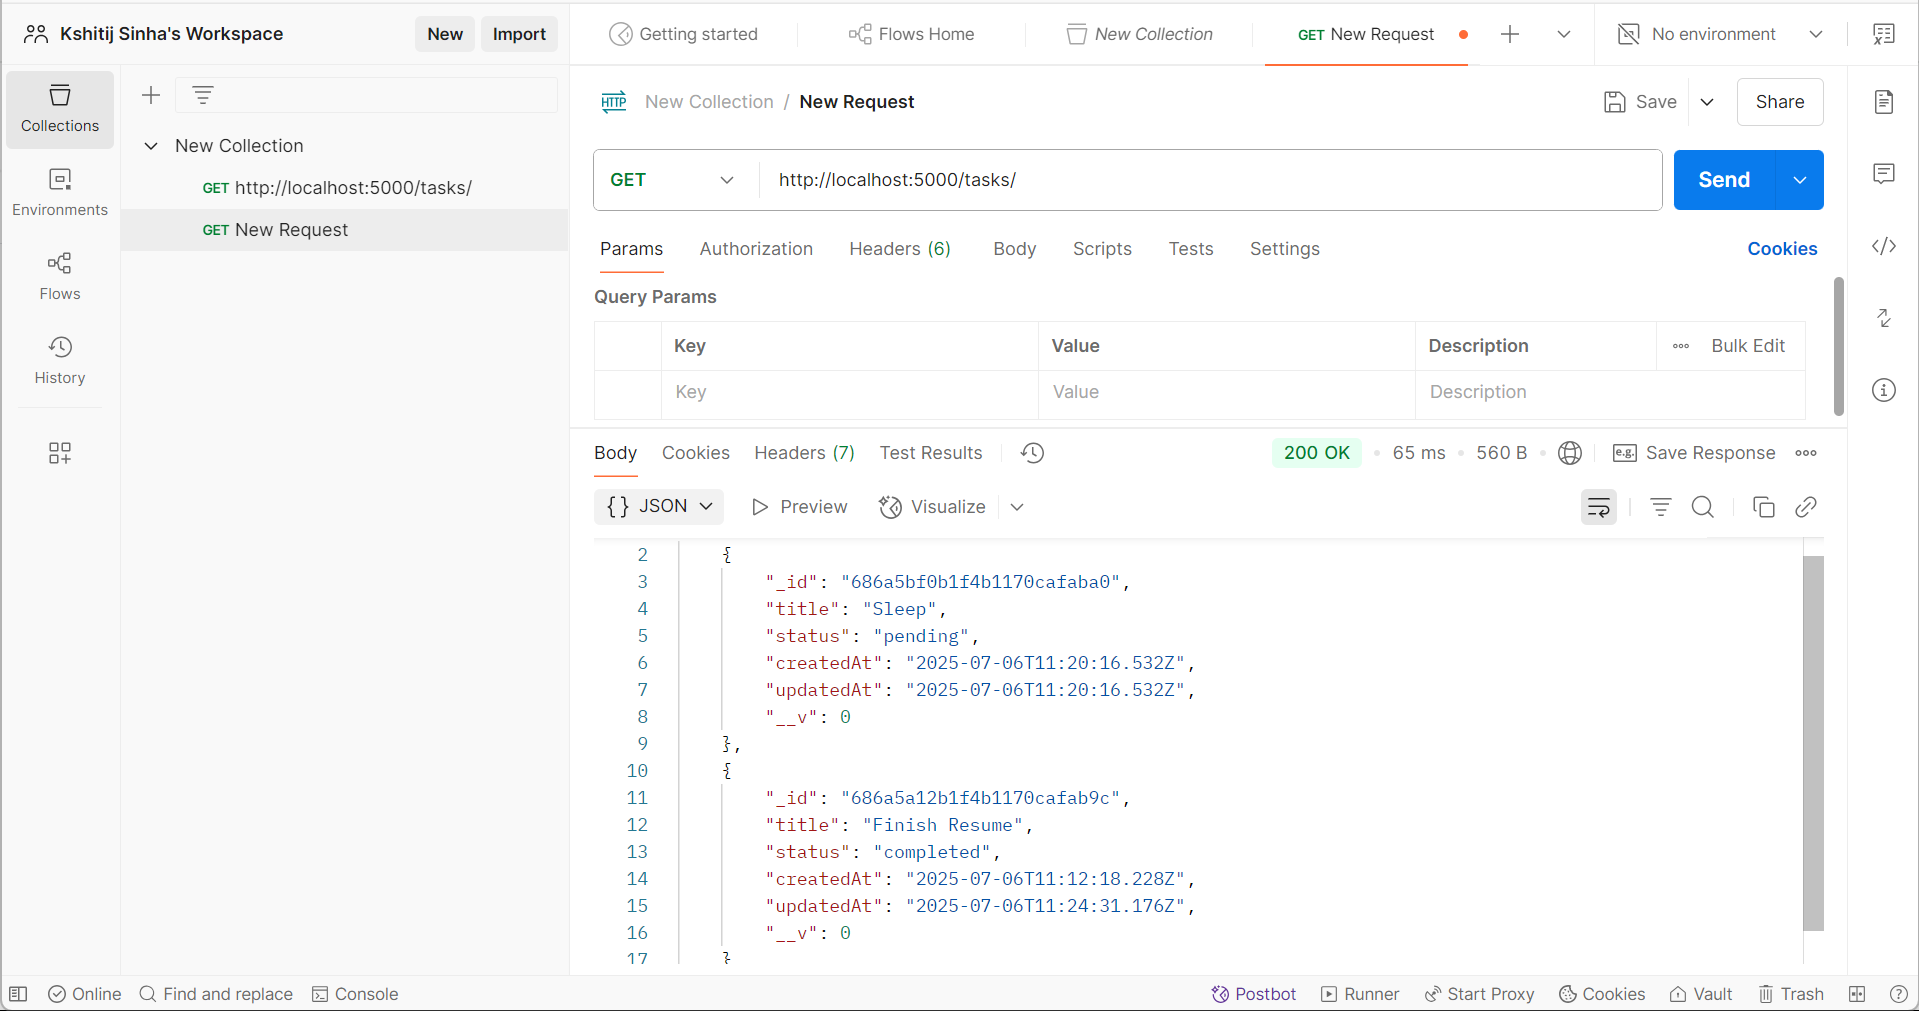 Kshitij Sinha's Workspace New Import
Getting started Flows Home New Collection GET New Request No environment
Collections
Environments
Flows
History
New Collection
GET http://localhost:5000/tasks/
GET New Request
HTTP New Collection / New Request Save Share
GET http://localhost:5000/tasks/ Send
Params Authorization Headers (6) Body Scripts Tests Settings Cookies
Query Params
Key Value Description Bulk Edit
Key Value Description
Body Cookies Headers (7) Test Results 200 OK • 65 ms • 560 B • e.g. Save Response
{} JSON Preview Visualize
2 {
3 "_id": "686a5bf0b1f4b1170cafaba0",
4 "title": "Sleep",
5 "status": "pending",
6 "createdAt": "2025-07-06T11:20:16.532Z",
7 "updatedAt": "2025-07-06T11:20:16.532Z",
8 "__v": 0
9 },
10 {
11 "_id": "686a5a12b1f4b1170cafab9c",
12 "title": "Finish Resume",
13 "status": "completed",
14 "createdAt": "2025-07-06T11:12:18.228Z",
15 "updatedAt": "2025-07-06T11:24:31.176Z",
16 "__v": 0
17 }
Online Find and replace Console Postbot Runner Start Proxy Cookies Vault Trash